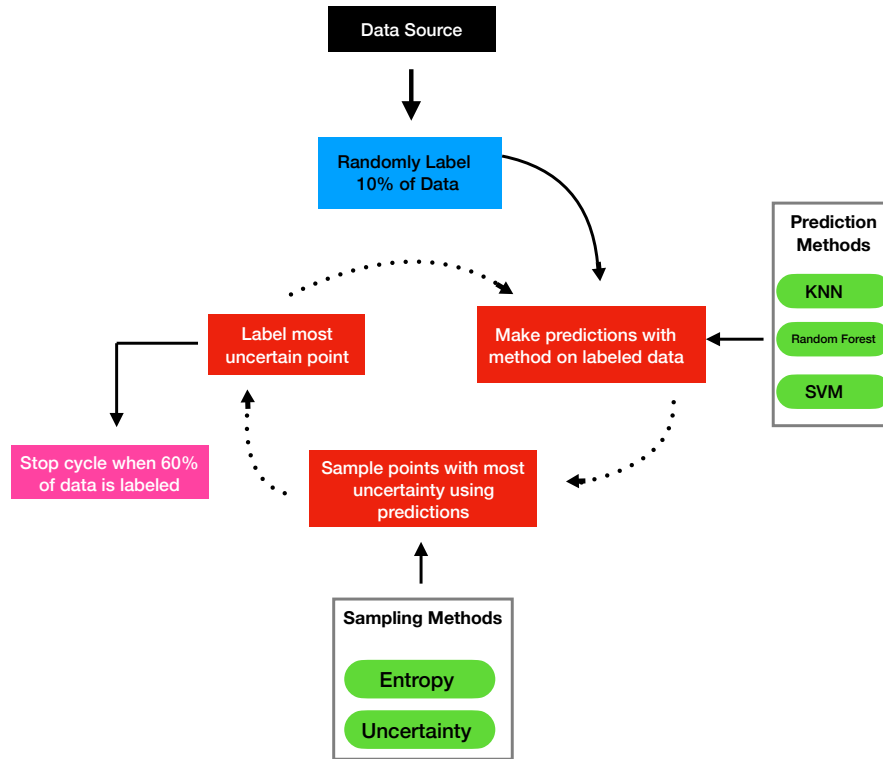 Data Source
Randomly Label
10% of Data
Prediction
Methods
KNN
Random Forest
SVM
Label most
uncertain point
Make predictions with
method on labeled data
Stop cycle when 60%
of data is labeled
Sample points with most
uncertainty using
predictions
Sampling Methods
Entropy
Uncertainty